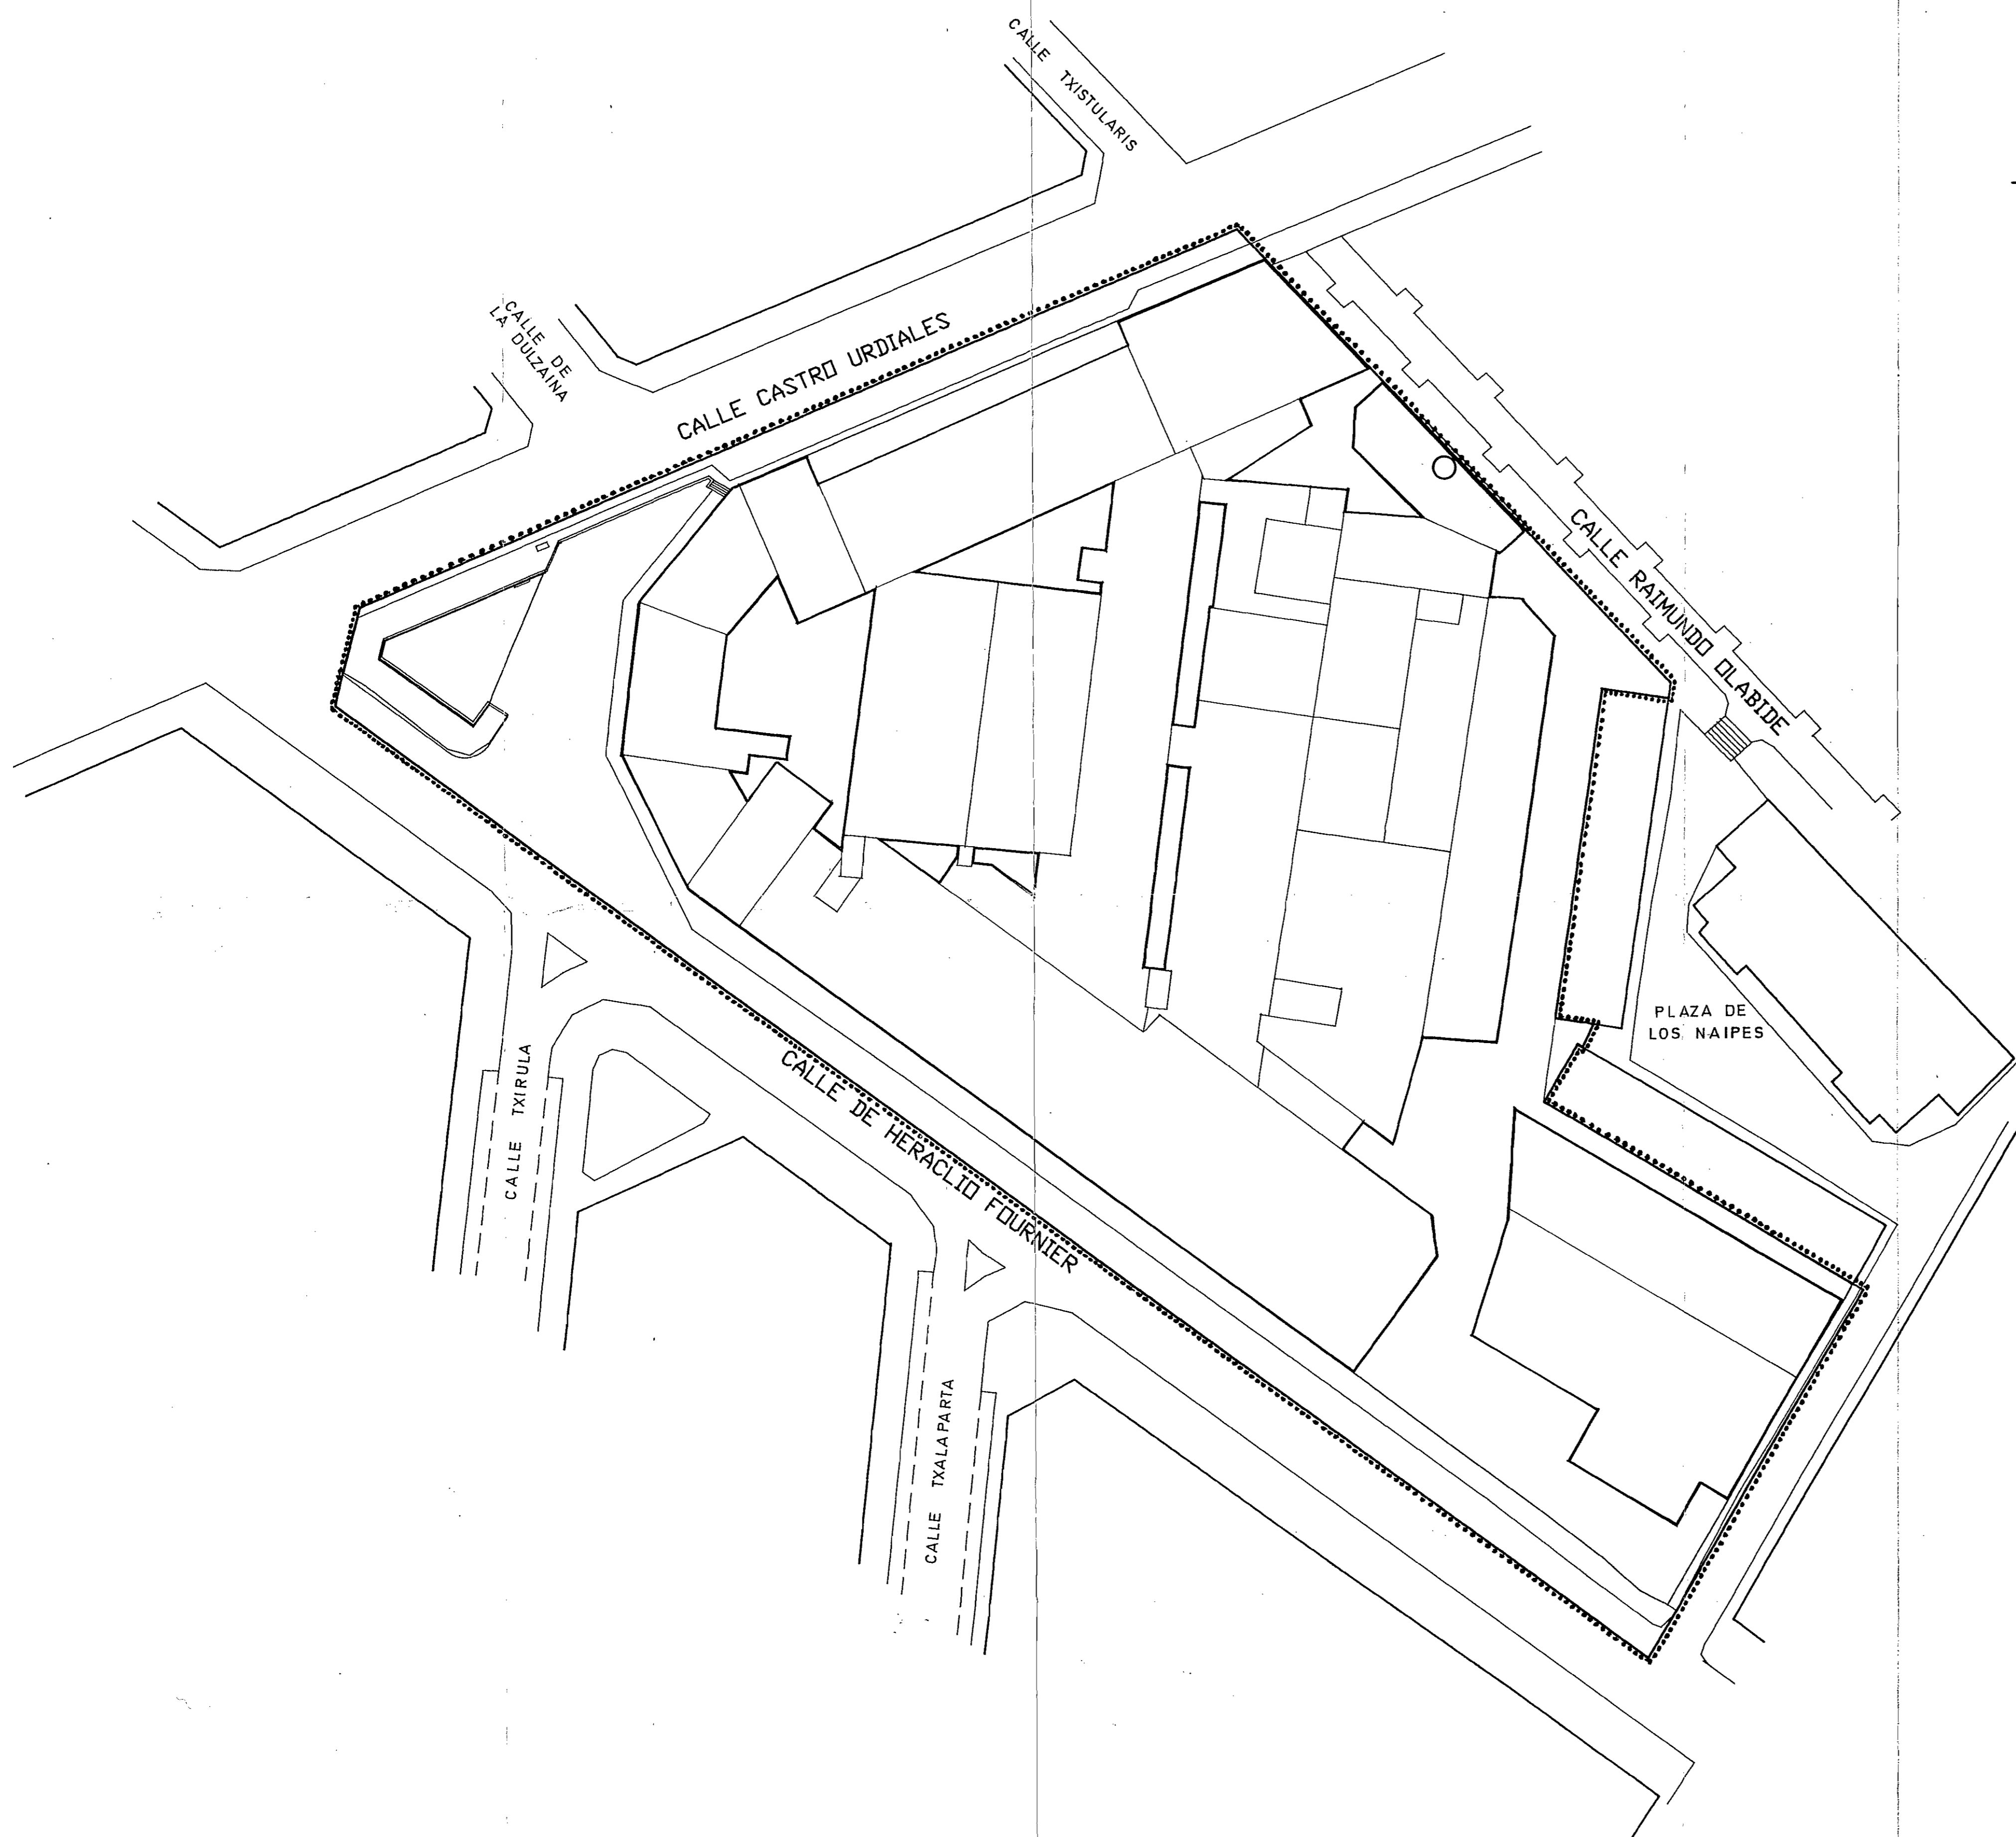 CALLE TXISTULARIS
CALLE DE
LA DULZAINA
CALLE CASTRO URDIALES
CALLE RAIMUNDO OLABIDE
PLAZA DE
LOS NAIPES
CALLE TXIRULA
CALLE DE HERACLIO FOURNIER
CALLE TXALAPARTA